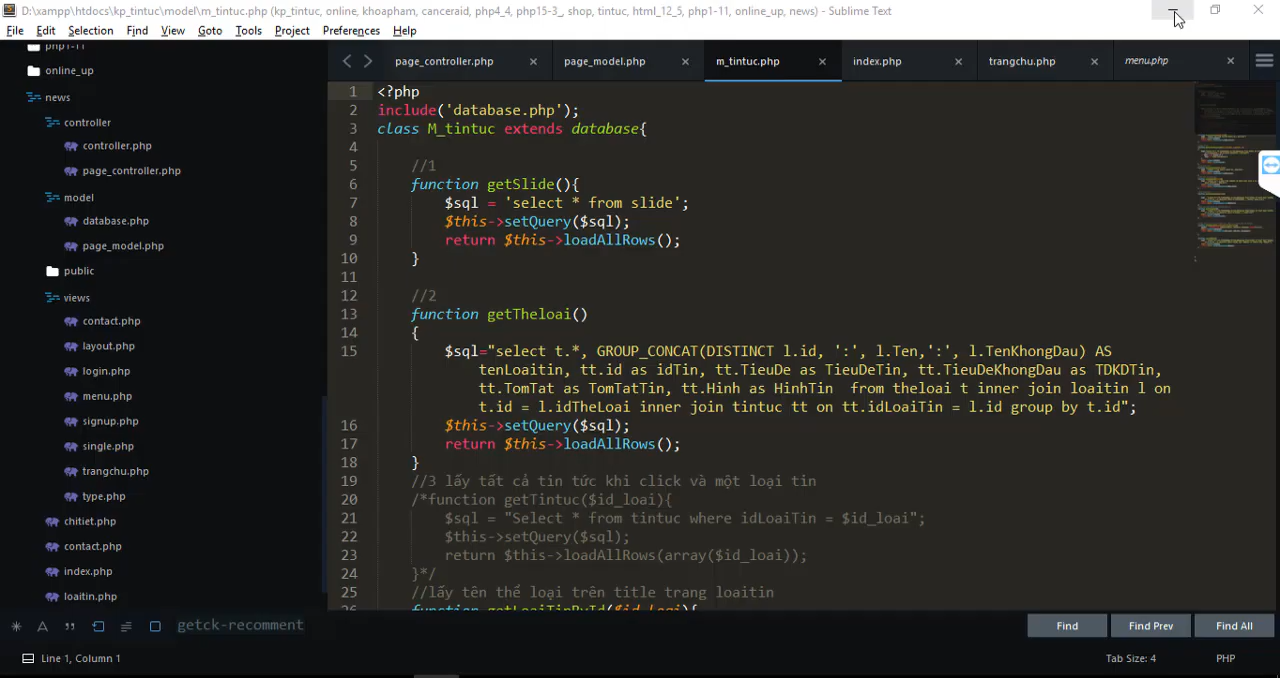 D:\xampp\htdocs\kp_tintuc\model\m_tintuc.php (kp_tintuc, online, khoapham, canceraid, php4_4, php15-3_, shop, tintuc, html_12_5, php1-11, online_up, news) - Sublime Text
File Edit Selection Find View Goto Tools Project Preferences Help
php1-11
online_up
news
controller
controller.php
page_controller.php
model
database.php
page_model.php
public
views
contact.php
layout.php
login.php
menu.php
signup.php
single.php
trangchu.php
type.php
chitiet.php
contact.php
index.php
loaitin.php
page_controller.php page_model.php m_tintuc.php index.php trangchu.php menu.php
1 <?php
2 include('database.php');
3 class M_tintuc extends database{
4
5 //1
6 function getSlide(){
7 $sql = 'select * from slide';
8 $this->setQuery($sql);
9 return $this->loadAllRows();
10 }
11
12 //2
13 function getTheloai()
14 {
15 $sql="select t.*, GROUP_CONCAT(DISTINCT l.id, ':', l.Ten,':', l.TenKhongDau) AS
tenLoaitin, tt.id as idTin, tt.TieuDe as TieuDeTin, tt.TieuDeKhongDau as TDKDTin,
tt.TomTat as TomTatTin, tt.Hinh as HinhTin  from theloai t inner join loaitin l on
t.id = l.idTheLoai inner join tintuc tt on tt.idLoaiTin = l.id group by t.id";
16 $this->setQuery($sql);
17 return $this->loadAllRows();
18 }
19 //3 lấy tất cả tin tức khi click và một loại tin
20 /*function getTintuc($id_loai){
21 $sql = "Select * from tintuc where idLoaiTin = $id_loai";
22 $this->setQuery($sql);
23 return $this->loadAllRows(array($id_loai));
24 }*/
25 //lấy tên thể loại trên title trang loaitin
26 function getLoaiTinById($id_loai){
getck-recomment
Find Find Prev Find All
Line 1, Column 1
Tab Size: 4 PHP